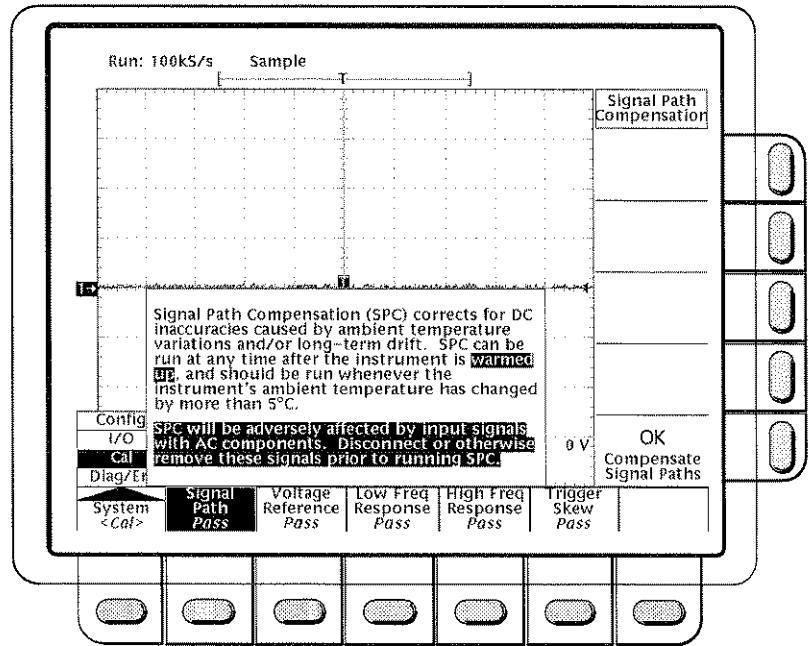 Run: 100kS/s Sample
T
Signal Path
Compensation
T
T
Signal Path Compensation (SPC) corrects for DC
inaccuracies caused by ambient temperature
variations and/or long-term drift. SPC can be
run at any time after the instrument is warmed
up, and should be run whenever the
instrument's ambient temperature has changed
by more than 5°C.
SPC will be adversely affected by input signals
with AC components. Disconnect or otherwise
remove these signals prior to running SPC.
Config
I/O
Cal
Diag/Er
0 V
OK
Compensate
Signal Paths
System
<Cal>
Signal
Path
Pass
Voltage
Reference
Pass
Low Freq
Response
Pass
High Freq
Response
Pass
Trigger
Skew
Pass